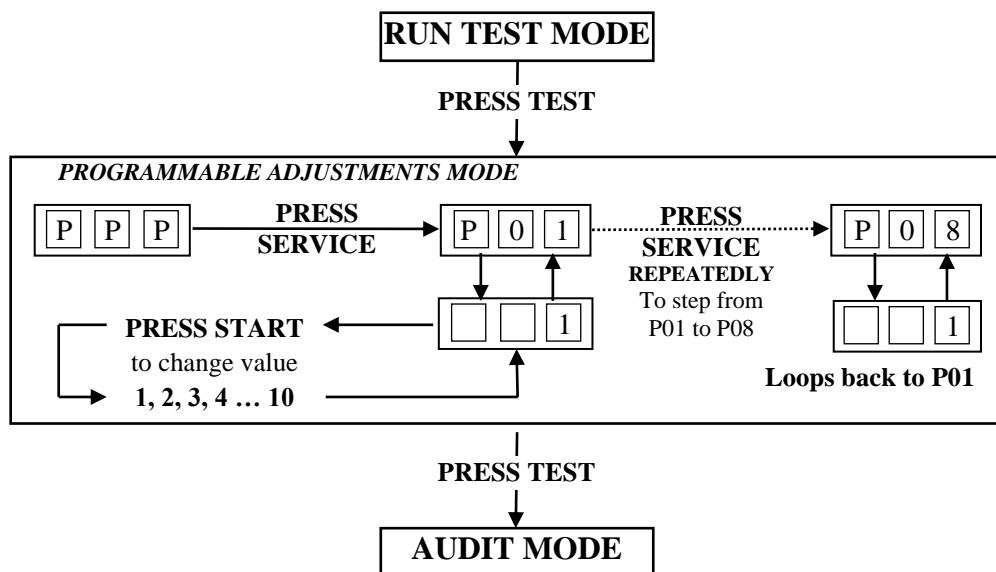 RUN TEST MODE
PRESS TEST
PROGRAMMABLE ADJUSTMENTS MODE
P P P
PRESS
SERVICE
P 0 1
PRESS
SERVICE
REPEATEDLY
To step from
P01 to P08
P 0 8
1
PRESS START
to change value
1, 2, 3, 4 … 10
1
Loops back to P01
PRESS TEST
AUDIT MODE